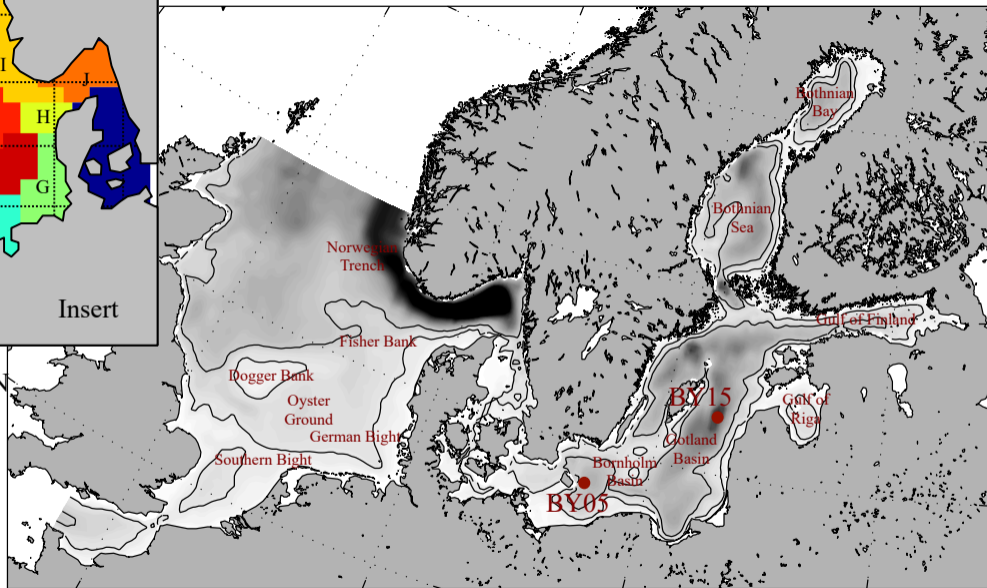 I
J
H
G
Insert
Bothnian
Bay
Bothnian
Sea
Norwegian
Trench
Gulf of Finland
Fisher Bank
Dogger Bank
Oyster
Ground
German Bight
Southern Bight
BY15
Gulf of
Riga
Gotland
Basin
Bornholm
Basin
BY05